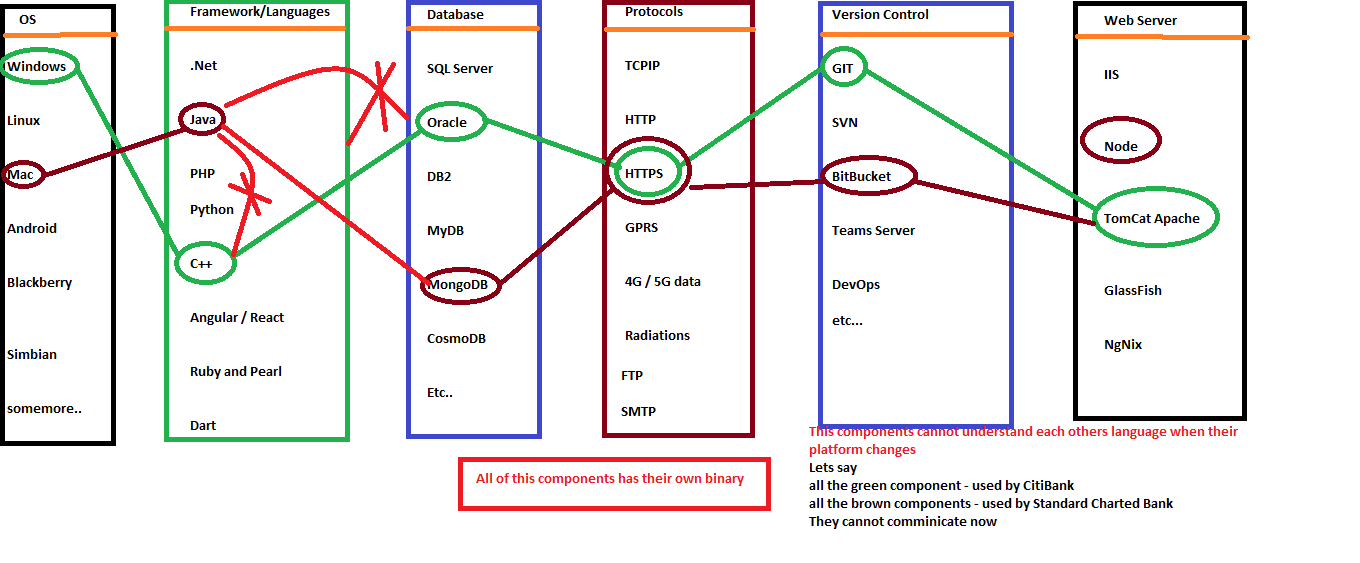 OS
Windows
Linux
Mac
Android
Blackberry
Simbian
somemore..
Framework/Languages
.Net
Java
PHP
Python
C++
Angular / React
Ruby and Pearl
Dart
Database
SQL Server
Oracle
DB2
MyDB
MongoDB
CosmoDB
Etc..
Protocols
TCPIP
HTTP
HTTPS
GPRS
4G / 5G data
Radiations
FTP
SMTP
Version Control
GIT
SVN
BitBucket
Teams Server
DevOps
etc...
Web Server
IIS
Node
TomCat Apache
GlassFish
NgNix
All of this components has their own binary
This components cannot understand each others language when their
platform changes
Lets say
all the green component - used by CitiBank
all the brown components - used by Standard Charted Bank
They cannot comminicate now